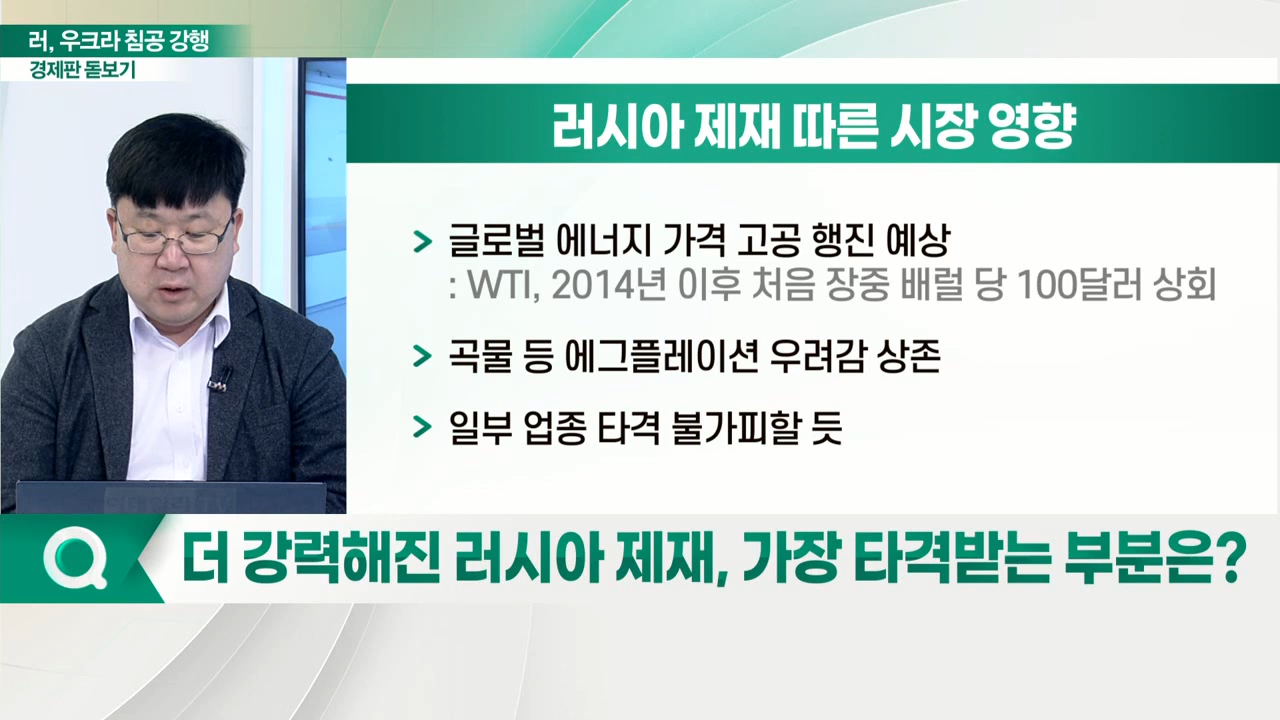 러, 우크라 침공 강행
경제판 돋보기
러시아 제재 따른 시장 영향
> 글로벌 에너지 가격 고공 행진 예상
: WTI, 2014년 이후 처음 장중 배럴 당 100달러 상회
> 곡물 등 에그플레이션 우려감 상존
> 일부 업종 타격 불가피할 듯
더 강력해진 러시아 제재, 가장 타격받는 부분은?